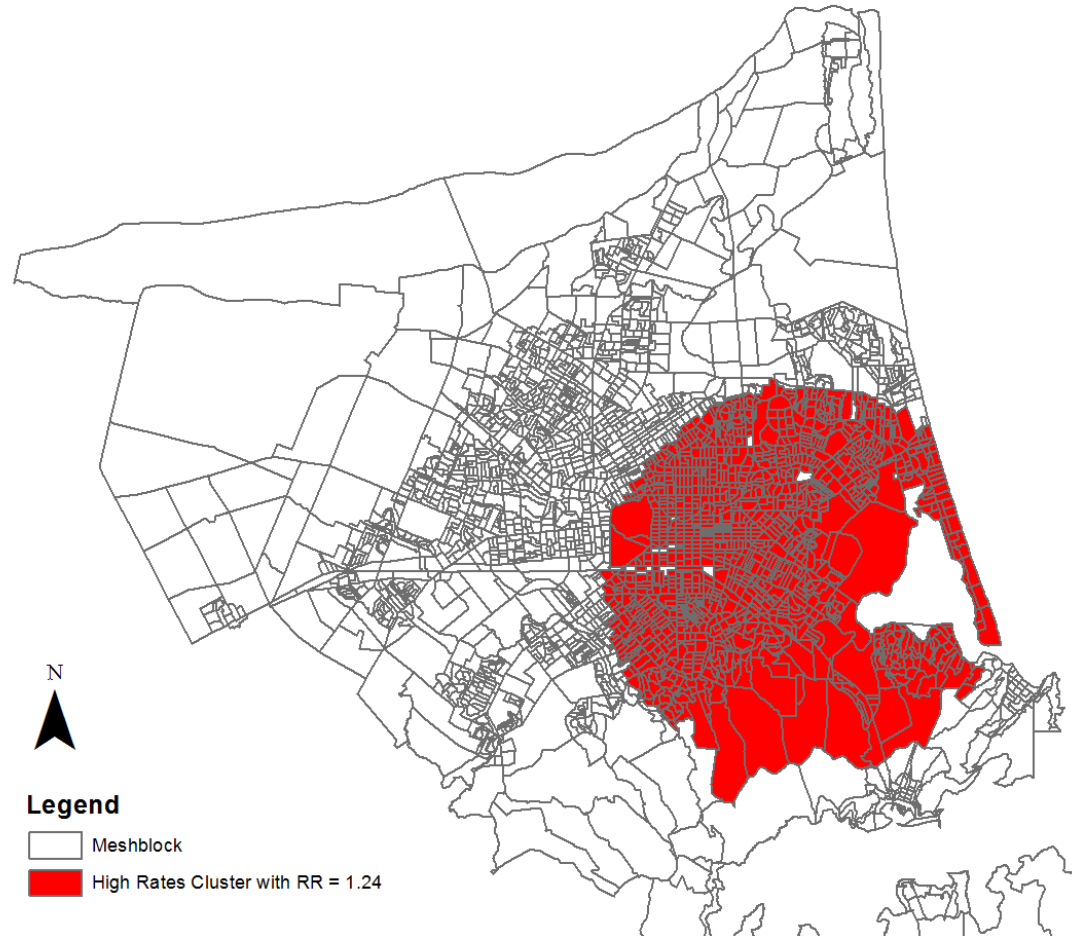 N
Legend
Meshblock
High Rates Cluster with RR = 1.24